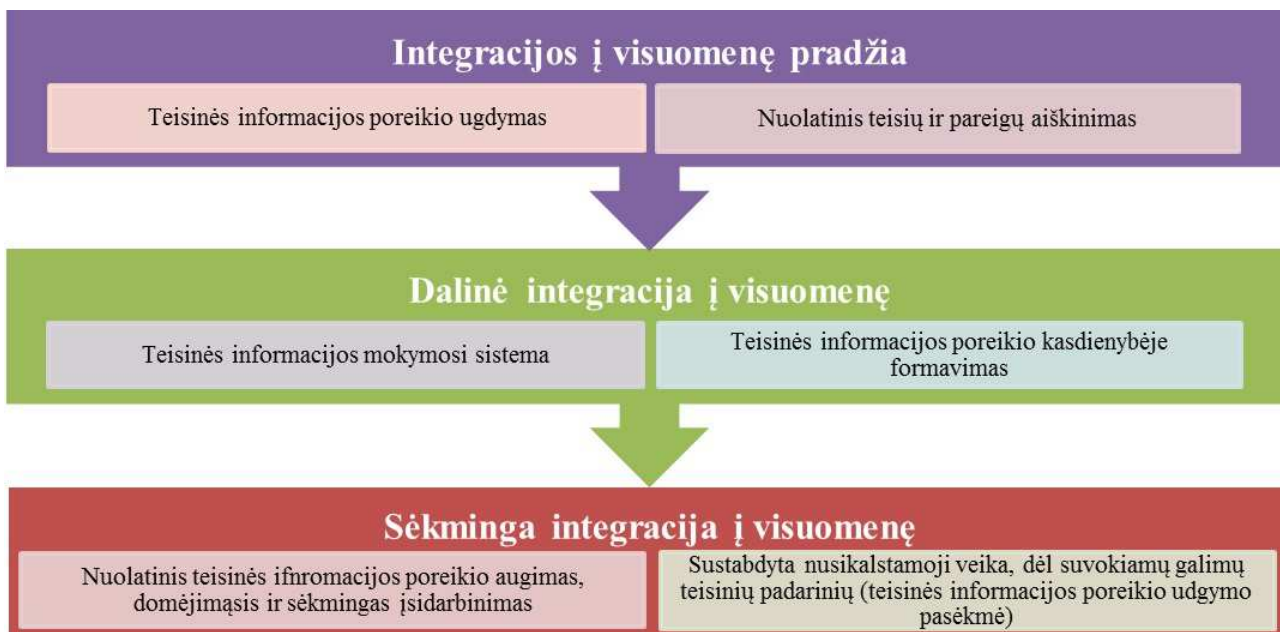 Integracijos į visuomenę pradžia
Teisinės informacijos poreikio ugdymas
Nuolatinis teisių ir pareigų aiškinimas
Dalinė integracija į visuomenę
Teisinės informacijos mokymosi sistema
Teisinės informacijos poreikio kasdienybėje
formavimas
Sėkminga integracija į visuomenę
Nuolatinis teisinės ifnromacijos poreikio augimas,
domėjimąsis ir sėkmingas įsidarbinimas
Sustabdyta nusikalstamoji veika, dėl suvokiamų galimų
teisinių padarinių (teisinės informacijos poreikio udgymo
pasėkmė)